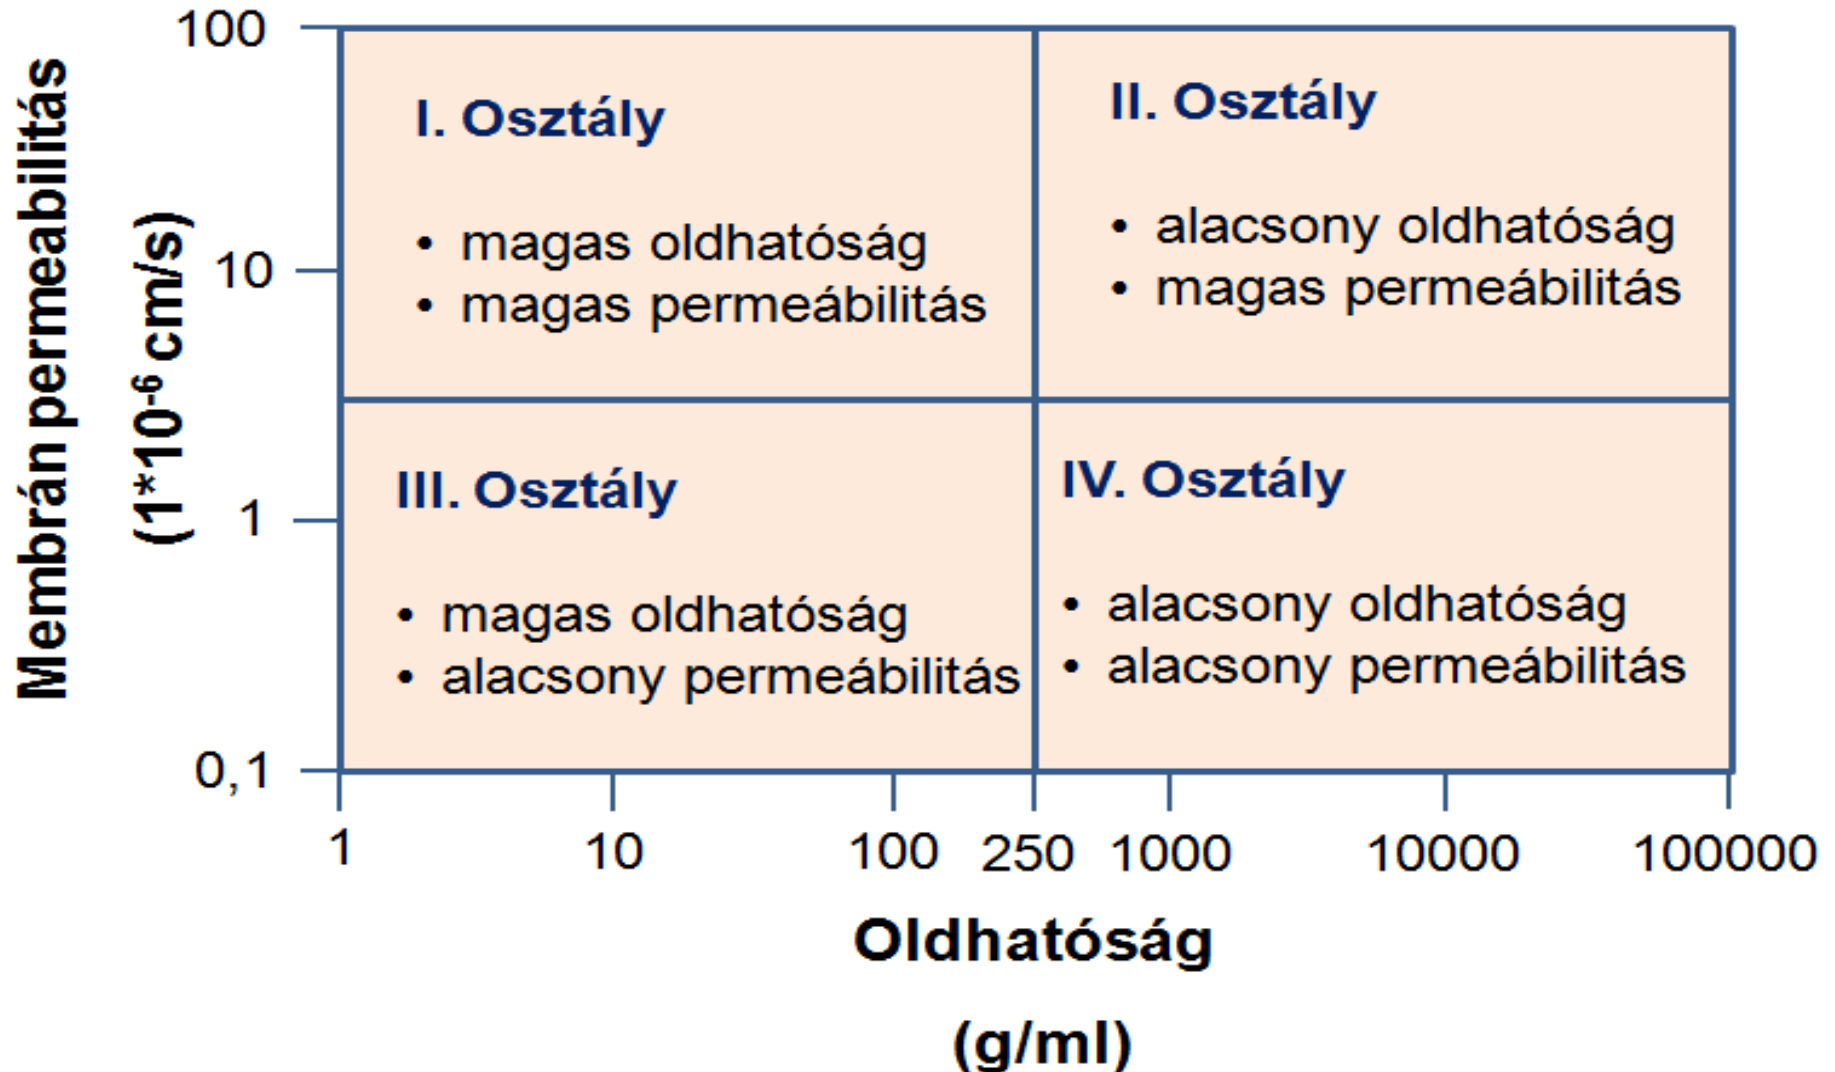 Membrán permeabilitás
(1*10⁻⁶ cm/s)
100
10
1
0,1
I. Osztály
• magas oldhatóság
• magas permeábilitás
II. Osztály
• alacsony oldhatóság
• magas permeábilitás
III. Osztály
• magas oldhatóság
• alacsony permeábilitás
IV. Osztály
• alacsony oldhatóság
• alacsony permeábilitás
1 10 100 250 1000 10000 100000
Oldhatóság
(g/ml)